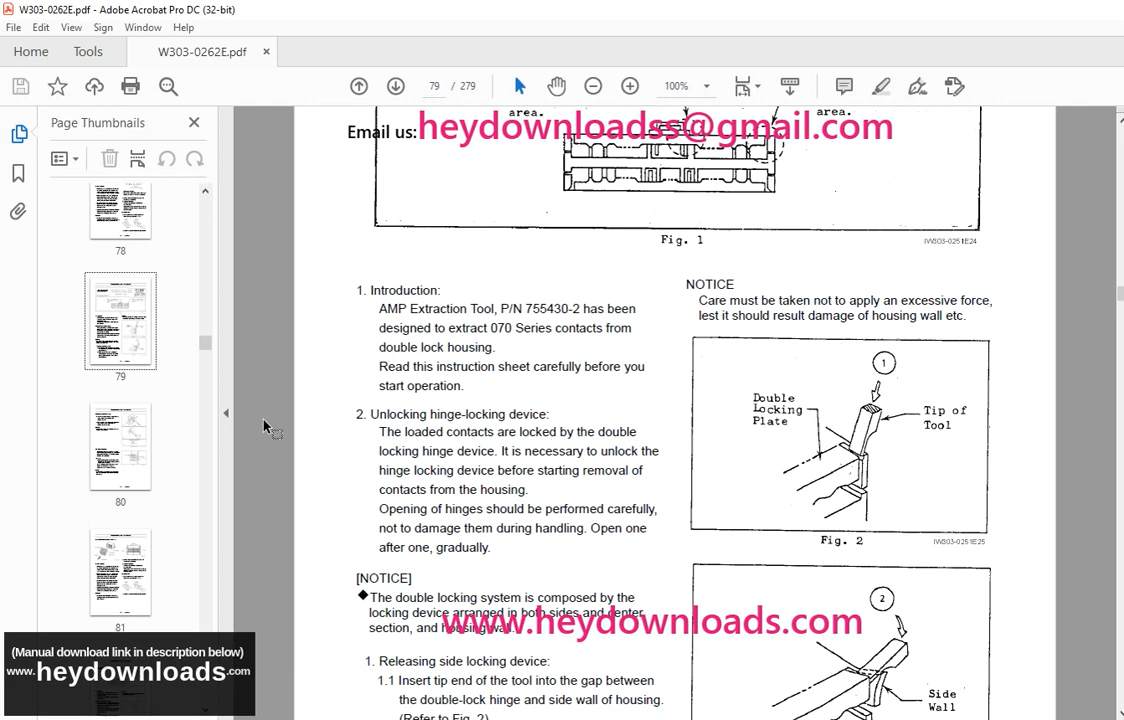 W303-0262E.pdf - Adobe Acrobat Pro DC (32-bit)
File Edit View Sign Window Help
Home Tools W303-0262E.pdf ×
79 / 279 100%
Page Thumbnails
78
79
80
81
area. area.
Email us: heydownloadss@gmail.com
Fig. 1
IW303-0251E24
1. Introduction:
AMP Extraction Tool, P/N 755430-2 has been
designed to extract 070 Series contacts from
double lock housing.
Read this instruction sheet carefully before you
start operation.
2. Unlocking hinge-locking device:
The loaded contacts are locked by the double
locking hinge device. It is necessary to unlock the
hinge locking device before starting removal of
contacts from the housing.
Opening of hinges should be performed carefully,
not to damage them during handling. Open one
after one, gradually.
[NOTICE]
◆The double locking system is composed by the
locking device arranged in both sides and center
section, and housing wall.
1. Releasing side locking device:
1.1 Insert tip end of the tool into the gap between
the double-lock hinge and side wall of housing.
(Refer to Fig. 2)
NOTICE
Care must be taken not to apply an excessive force,
lest it should result damage of housing wall etc.
1
Double
Locking
Plate
Tip of
Tool
Fig. 2
IW303-0251E25
2
Side
Wall
www.heydownloads.com
(Manual download link in description below)
www.heydownloads.com